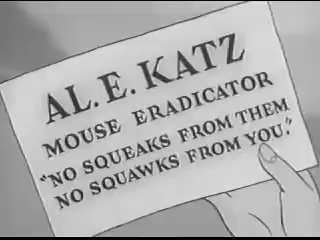 AL. E. KATZ
MOUSE ERADICATOR
"NO SQUEAKS FROM THEM
NO SQUAWKS FROM YOU."